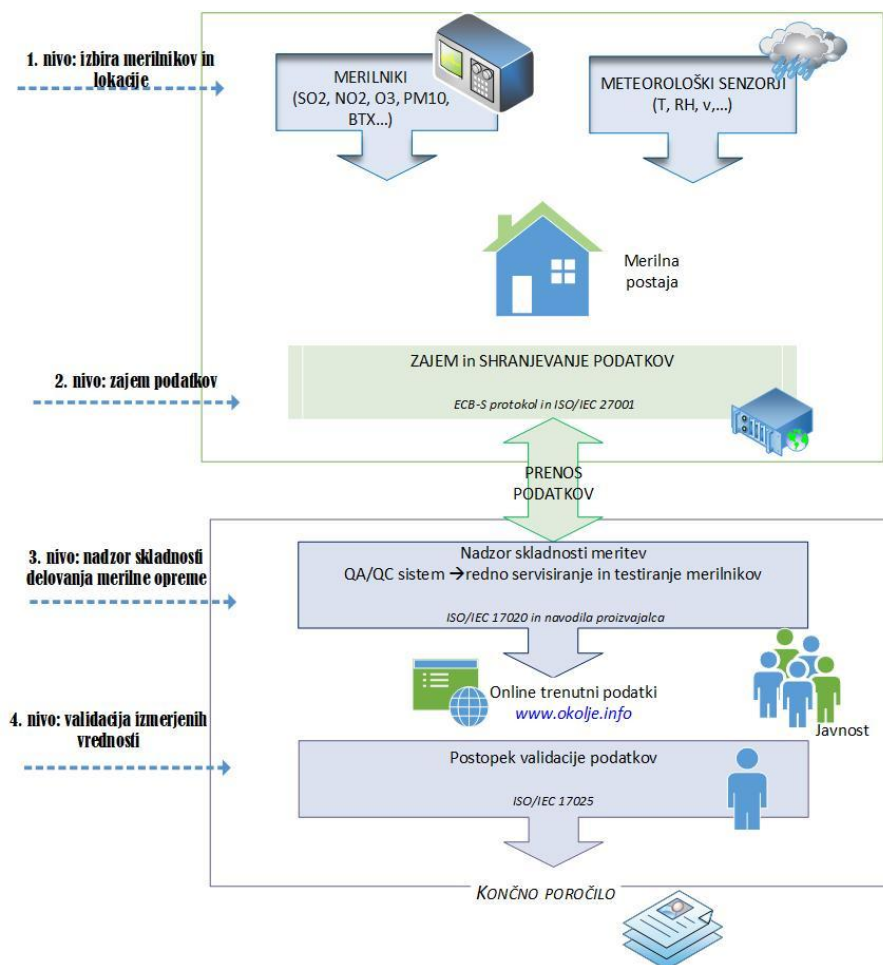 1. nivo: izbira merilnikov in
lokacije
MERILNIKI
(SO2, NO2, O3, PM10,
BTX...)
METEOROLOŠKI SENZORJI
(T, RH, v,...)
Merilna
postaja
2. nivo: zajem podatkov
ZAJEM in SHRANJEVANJE PODATKOV
ECB-S protokol in ISO/IEC 27001
PRENOS
PODATKOV
3. nivo: nadzor skladnosti
delovanja merilne opreme
Nadzor skladnosti meritev
QA/QC sistem →redno servisiranje in testiranje merilnikov
ISO/IEC 17020 in navodila proizvajalca
Online trenutni podatki
www.okolje.info
Javnost
4. nivo: validacija izmerjenih
vrednosti
Postopek validacije podatkov
ISO/IEC 17025
KONČNO POROČILO